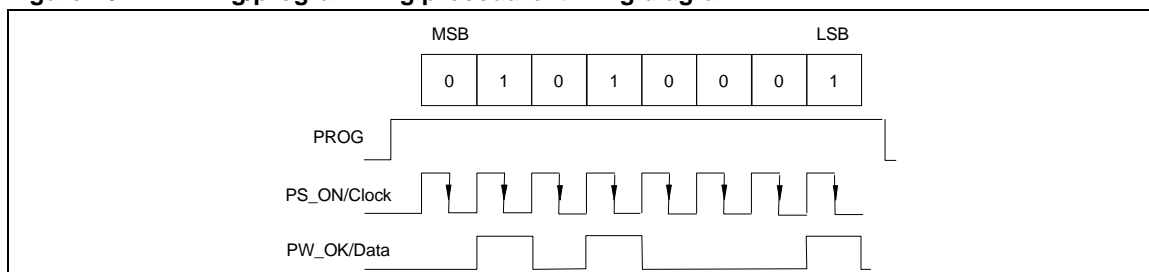 MSB LSB
0 1 0 1 0 0 0 1
PROG
PS_ON/Clock
PW_OK/Data